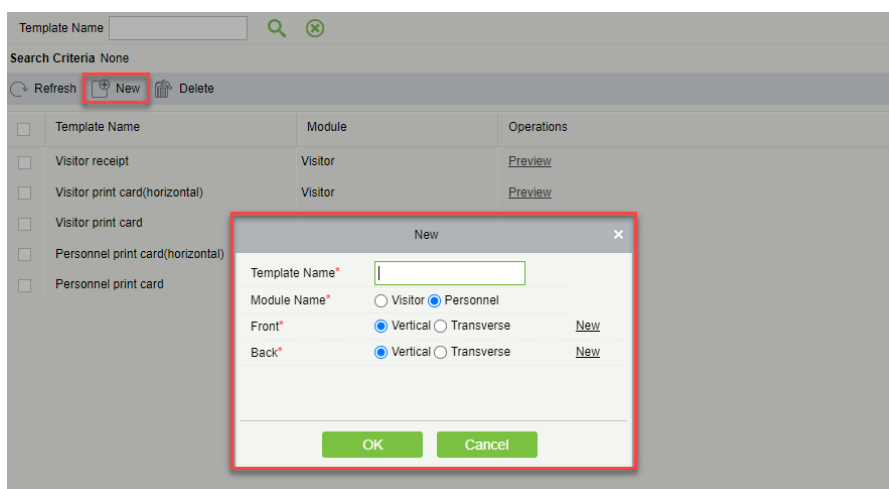 Template Name
Search Criteria None
Refresh New Delete
Template Name Module Operations
Visitor receipt Visitor Preview
Visitor print card(horizontal) Visitor Preview
Visitor print card
Personnel print card(horizontal)
Personnel print card
New
Template Name*
Module Name* Visitor Personnel
Front* Vertical Transverse New
Back* Vertical Transverse New
OK Cancel